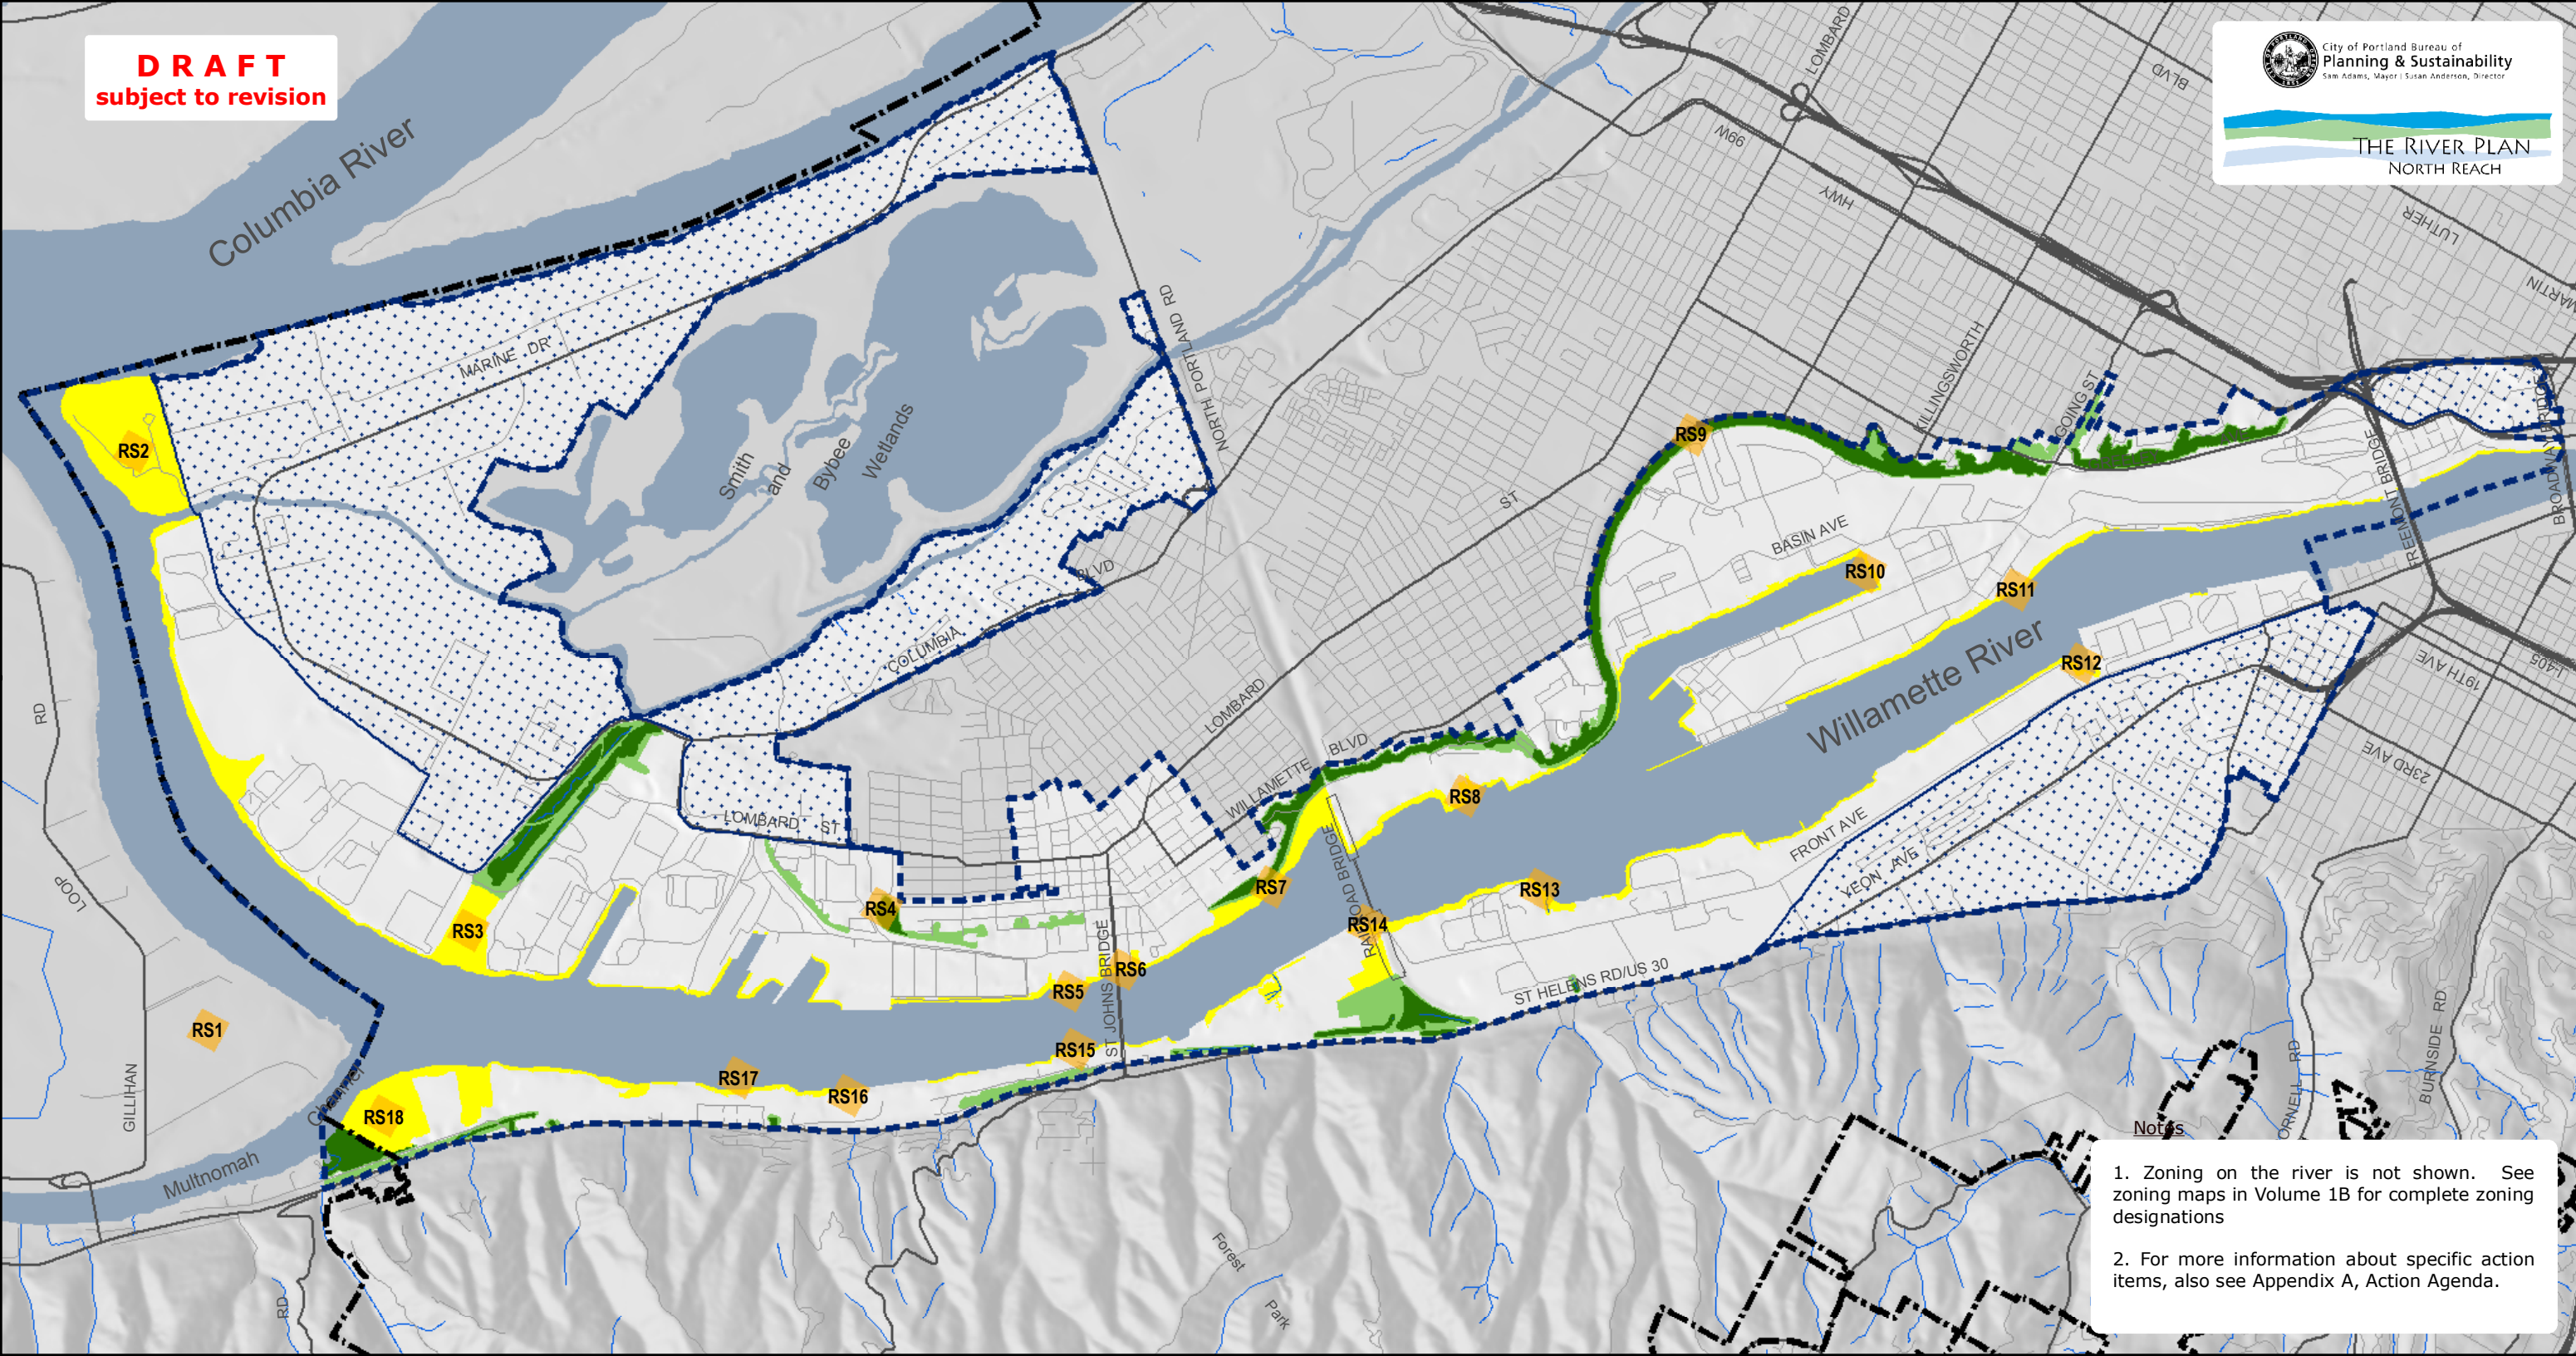 DRAFT
subject to revision
City of Portland Bureau of
Planning & Sustainability
Sam Adams, Mayor | Susan Anderson, Director
THE RIVER PLAN
NORTH REACH
Columbia River
LOMBARD
BLVD
99W
HWY
LUTHER
MARTIN
MARINE DR
NORTH PORTLAND RD
KILLINGSWORTH
GOING ST
FREEMONT BRIDGE
RS2
Smith
and
Bybee
Wetlands
RS9
ST
BASIN AVE
RS10
RS11
BLVD
COLUMBIA
Willamette River
RS12
19TH AVE
I-405
23RD AVE
RD
LOMBARD
BLVD
WILLAMETTE
RS8
LOMBARD ST
FRONT AVE
YEON AVE
LOOP
RS4
RS7
RS13
RS3
RS14
RS6
RS5
ST JOHNS BRIDGE
ST HELENS RD/US 30
RS1
RS15
RS17
RS16
RS18
GILLIHAN
Channel
Multnomah
BURNSIDE RD
RD
Forest
Park
RD
Notes
1. Zoning on the river is not shown. See
zoning maps in Volume 1B for complete zoning
designations
2. For more information about specific action
items, also see Appendix A, Action Agenda.